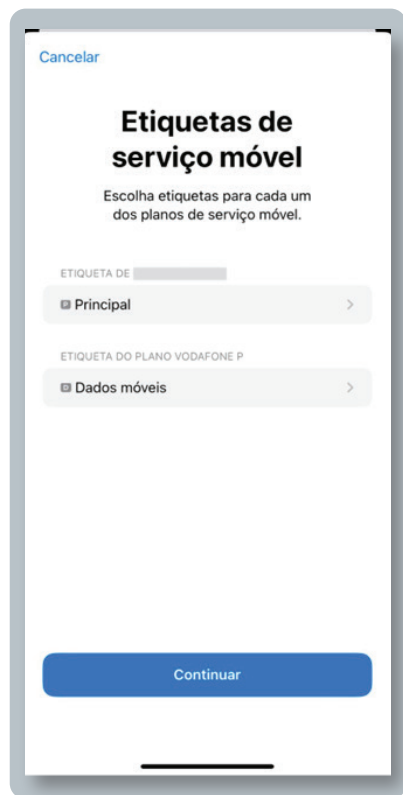 Cancelar
Etiquetas de
serviço móvel
Escolha etiquetas para cada um
dos planos de serviço móvel.
ETIQUETA DE
P Principal
ETIQUETA DO PLANO VODAFONE P
D Dados móveis
Continuar